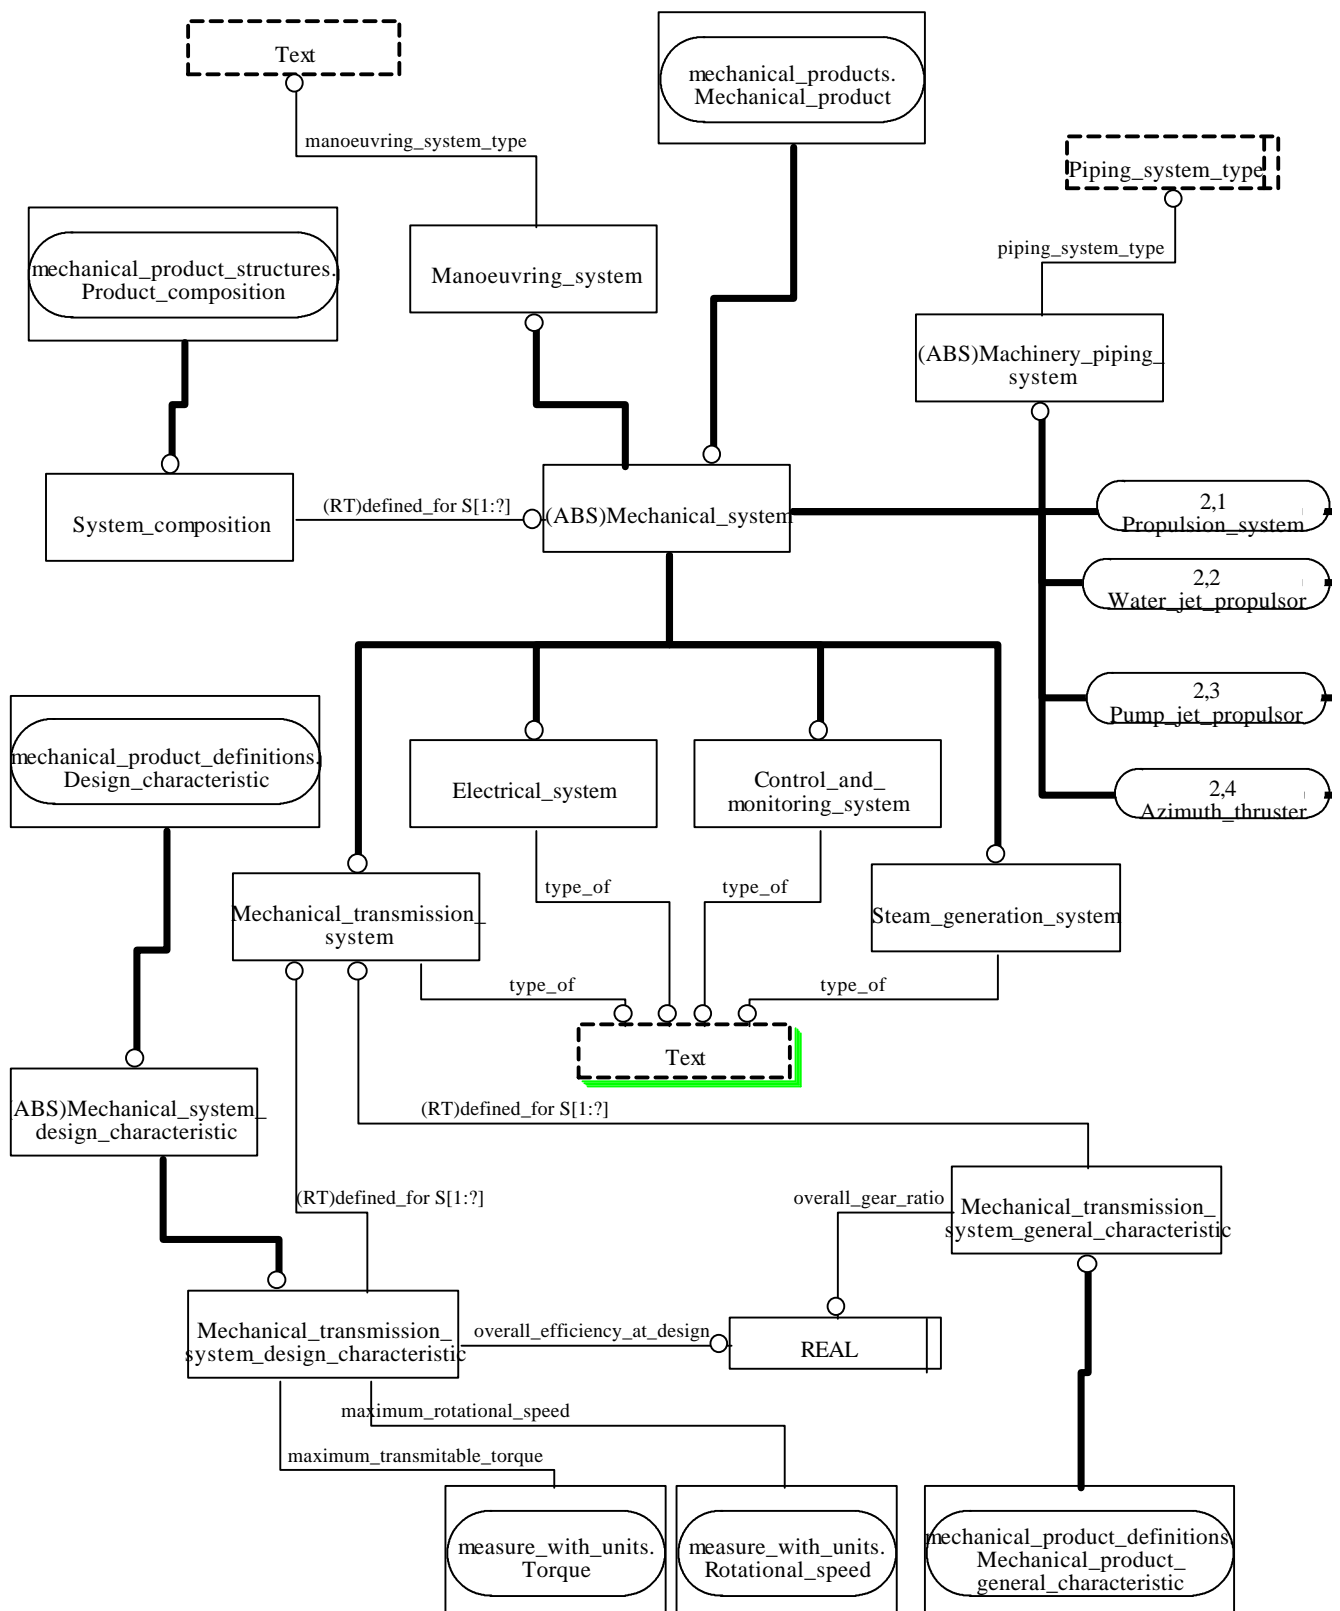 Text
mechanical_products.
Mechanical_product
manoeuvring_system_type
Piping_system_type
mechanical_product_structures.
Product_composition
Manoeuvring_system
piping_system_type
(ABS)Machinery_piping_
system
System_composition
(RT)defined_for S[1:?]
(ABS)Mechanical_system
2,1
Propulsion_system
2,2
Water_jet_propulsor
2,3
Pump_jet_propulsor
2,4
Azimuth_thruster
mechanical_product_definitions.
Design_characteristic
Electrical_system
Control_and_
monitoring_system
type_of
type_of
Mechanical_transmission_
system
Steam_generation_system
type_of
type_of
Text
(ABS)Mechanical_system_
design_characteristic
(RT)defined_for S[1:?]
(RT)defined_for S[1:?]
overall_gear_ratio
Mechanical_transmission_
system_general_characteristic
Mechanical_transmission_
system_design_characteristic
overall_efficiency_at_design
REAL
maximum_rotational_speed
maximum_transmitable_torque
measure_with_units.
Torque
measure_with_units.
Rotational_speed
mechanical_product_definitions.
Mechanical_product_
general_characteristic